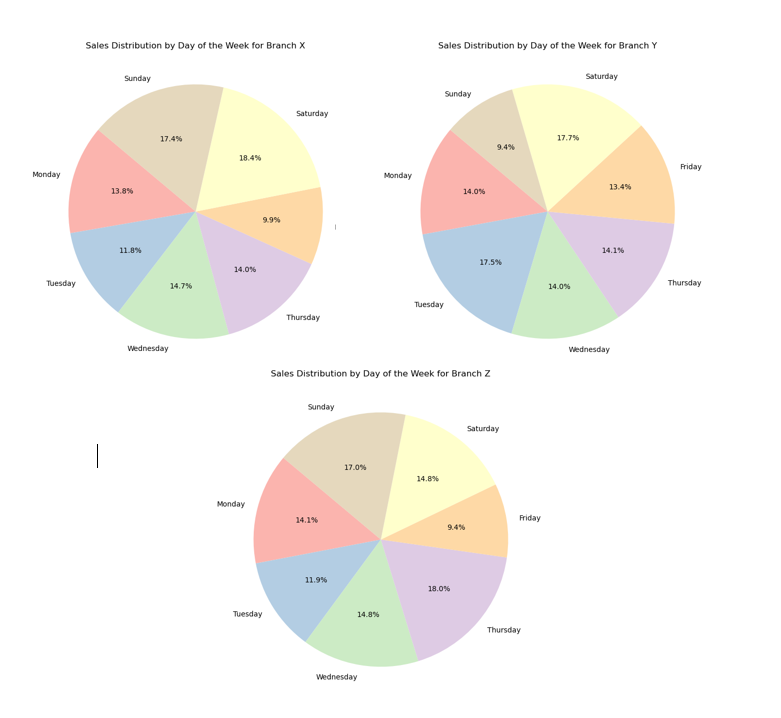 Sales Distribution by Day of the Week for Branch X
Sunday
Saturday
17.4%
18.4%
Monday
13.8%
9.9%
11.8%
14.0%
Tuesday
14.7%
Thursday
Wednesday
Sales Distribution by Day of the Week for Branch Y
Saturday
Sunday
17.7%
9.4%
Friday
Monday
14.0%
13.4%
14.1%
17.5%
Thursday
14.0%
Tuesday
Wednesday
Sales Distribution by Day of the Week for Branch Z
Sunday
Saturday
17.0%
14.8%
Monday
14.1%
Friday
9.4%
11.9%
18.0%
Tuesday
14.8%
Thursday
Wednesday